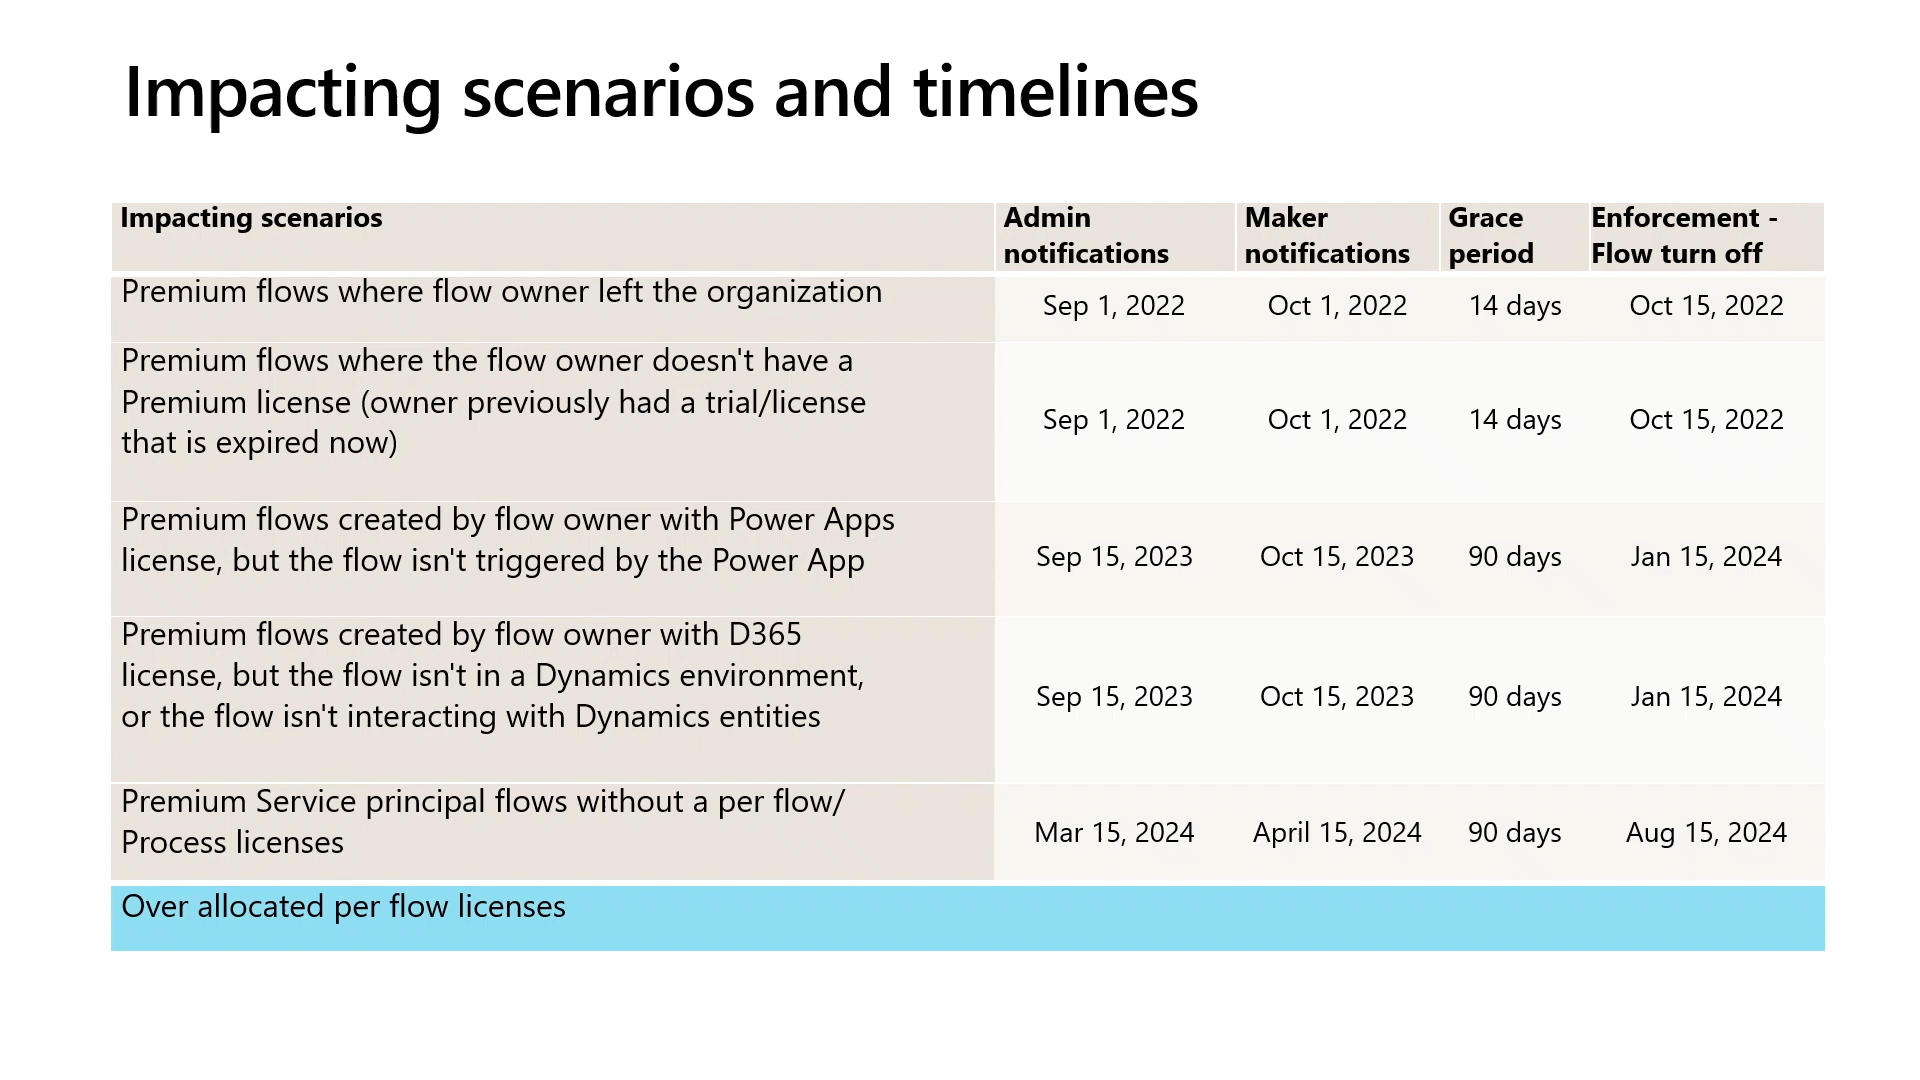 Impacting scenarios and timelines
Impacting scenarios
Admin
notifications
Maker
notifications
Grace
period
Enforcement -
Flow turn off
Premium flows where flow owner left the organization
Sep 1, 2022
Oct 1, 2022
14 days
Oct 15, 2022
Premium flows where the flow owner doesn't have a
Premium license (owner previously had a trial/license
that is expired now)
Sep 1, 2022
Oct 1, 2022
14 days
Oct 15, 2022
Premium flows created by flow owner with Power Apps
license, but the flow isn't triggered by the Power App
Sep 15, 2023
Oct 15, 2023
90 days
Jan 15, 2024
Premium flows created by flow owner with D365
license, but the flow isn't in a Dynamics environment,
or the flow isn't interacting with Dynamics entities
Sep 15, 2023
Oct 15, 2023
90 days
Jan 15, 2024
Premium Service principal flows without a per flow/
Process licenses
Mar 15, 2024
April 15, 2024
90 days
Aug 15, 2024
Over allocated per flow licenses